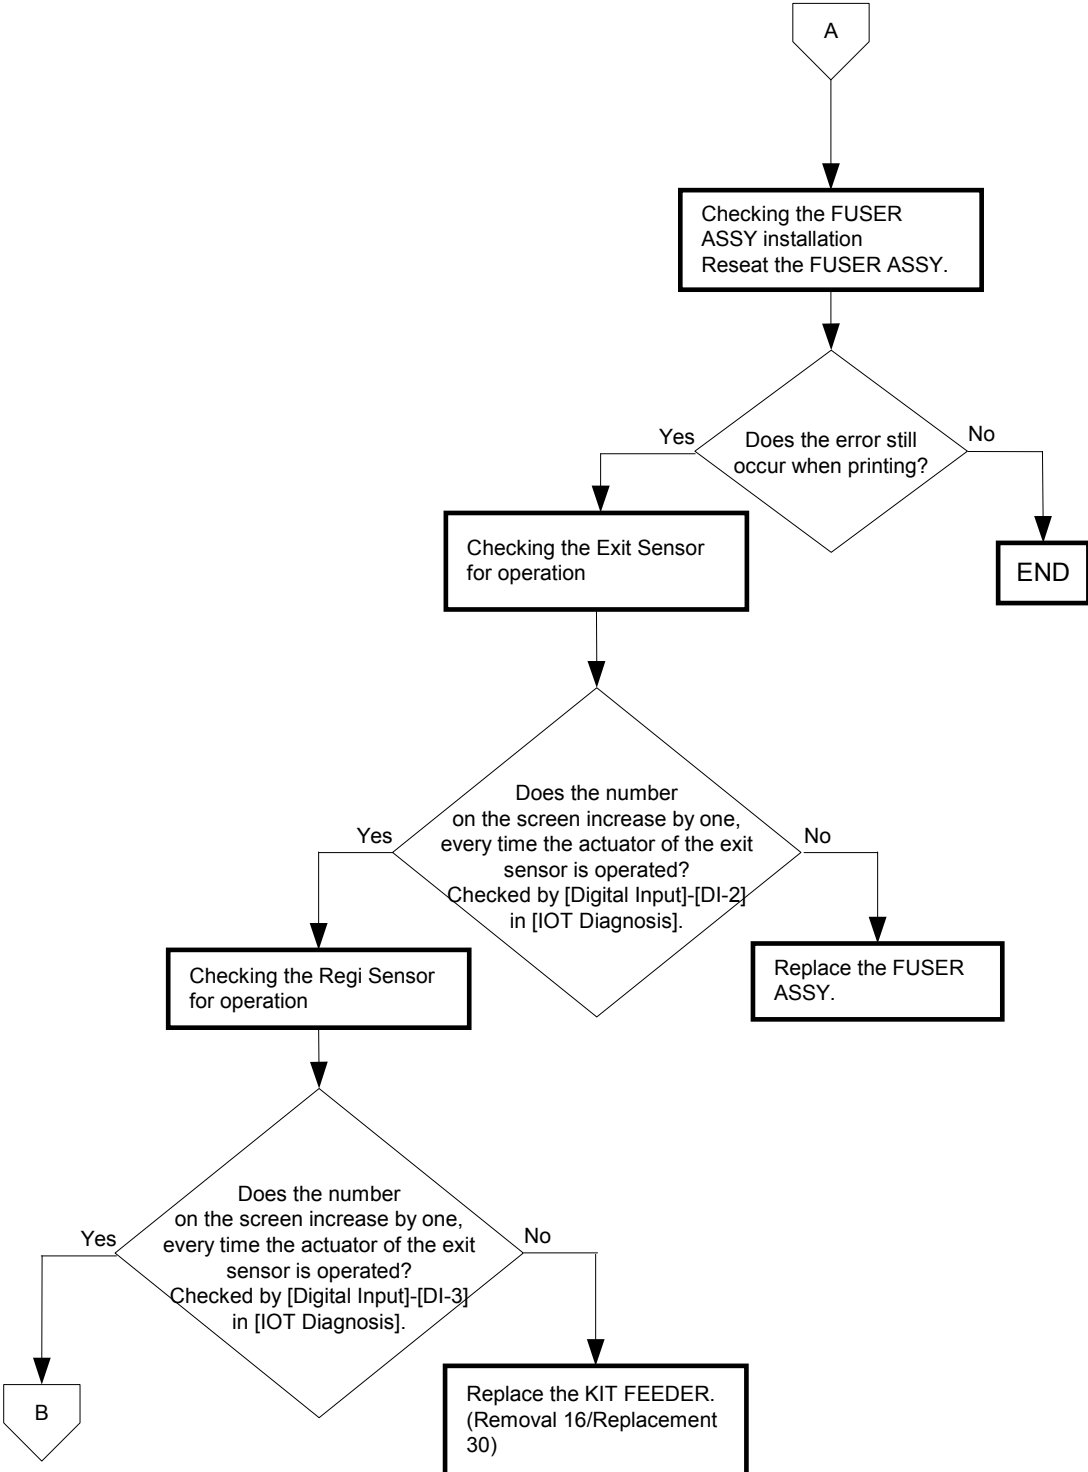 A
Checking the FUSER
ASSY installation
Reseat the FUSER ASSY.
Does the error still
occur when printing?
Yes
No
Checking the Exit Sensor
for operation
END
Does the number
on the screen increase by one,
every time the actuator of the exit
sensor is operated?
Checked by [Digital Input]-[DI-2]
in [IOT Diagnosis].
Yes
No
Checking the Regi Sensor
for operation
Replace the FUSER
ASSY.
Does the number
on the screen increase by one,
every time the actuator of the exit
sensor is operated?
Checked by [Digital Input]-[DI-3]
in [IOT Diagnosis].
Yes
No
B
Replace the KIT FEEDER.
(Removal 16/Replacement
30)